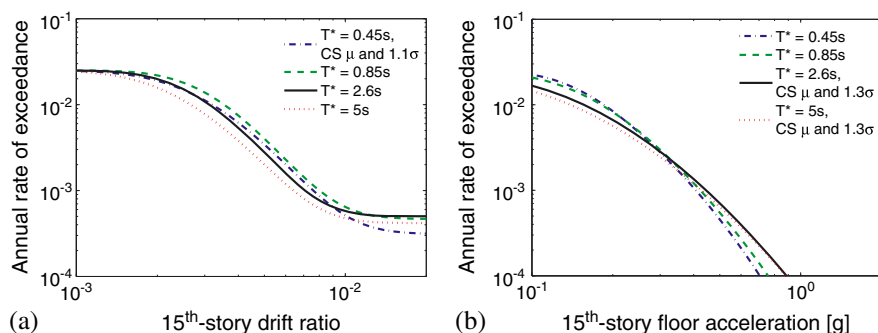 10⁻¹
10⁻²
10⁻³
10⁻⁴
Annual rate of exceedance
T* = 0.45s,
CS μ and 1.1σ
T* = 0.85s
T* = 2.6s
T* = 5s
10⁻³
10⁻²
(a)
15ᵗʰ-story drift ratio
10⁻¹
10⁻²
10⁻³
10⁻⁴
Annual rate of exceedance
T* = 0.45s
T* = 0.85s
T* = 2.6s,
CS μ and 1.3σ
T* = 5s,
CS μ and 1.3σ
10⁻¹
10⁰
(b)
15ᵗʰ-story floor acceleration [g]